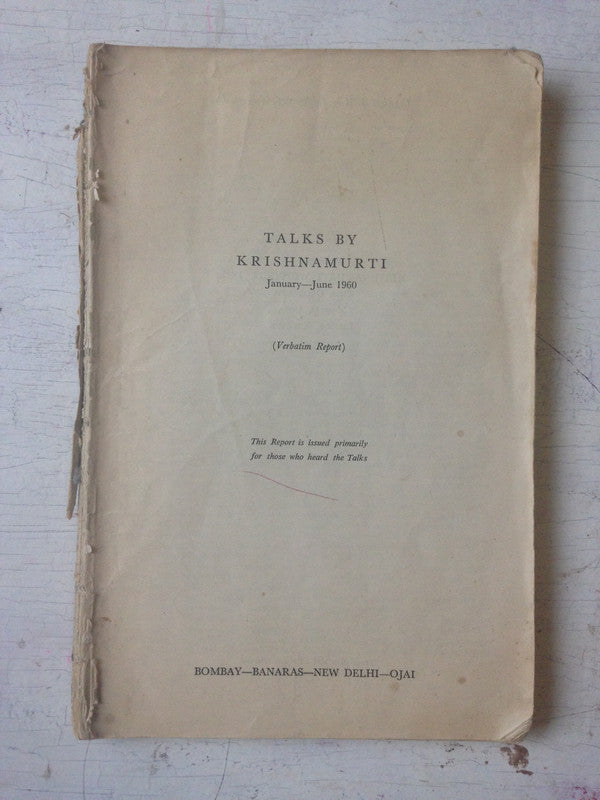 TALKS BY
KRISHNAMURTI
January—June 1960
(Verbatim Report)
This Report is issued primarily
for those who heard the Talks
BOMBAY—BANARAS—NEW DELHI—OJAI